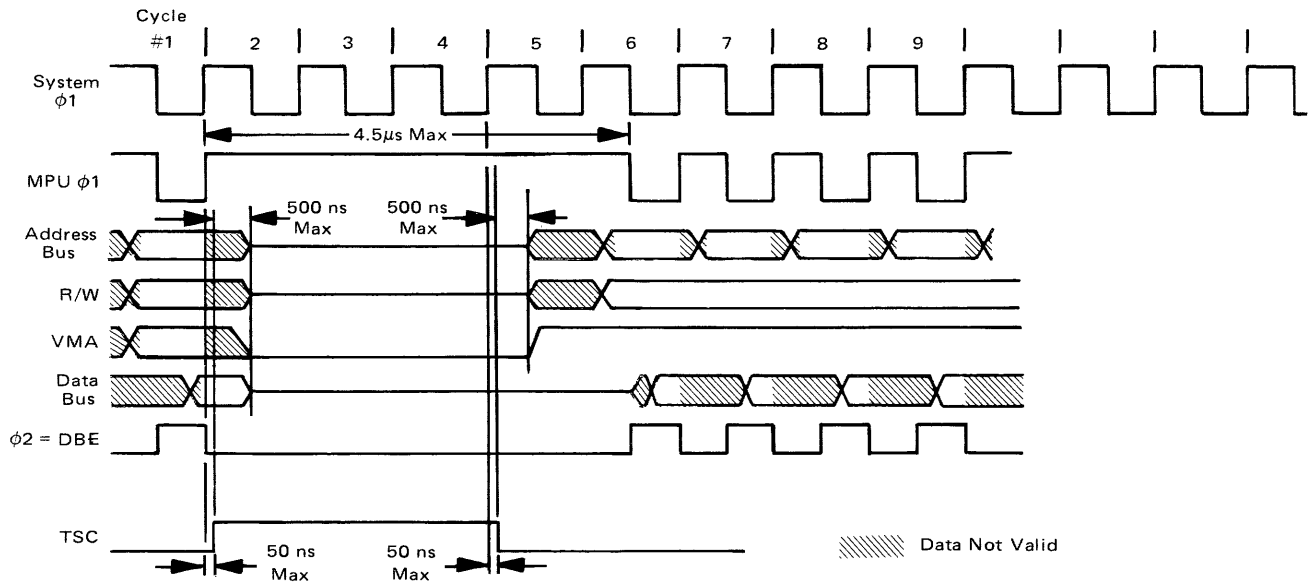 Cycle
#1 2 3 4 5 6 7 8 9
System
ϕ1
4.5μs Max
MPU ϕ1
500 ns
Max
500 ns
Max
Address
Bus
R/W
VMA
Data
Bus
ϕ2 = DBE
TSC
50 ns
Max
50 ns
Max
Data Not Valid